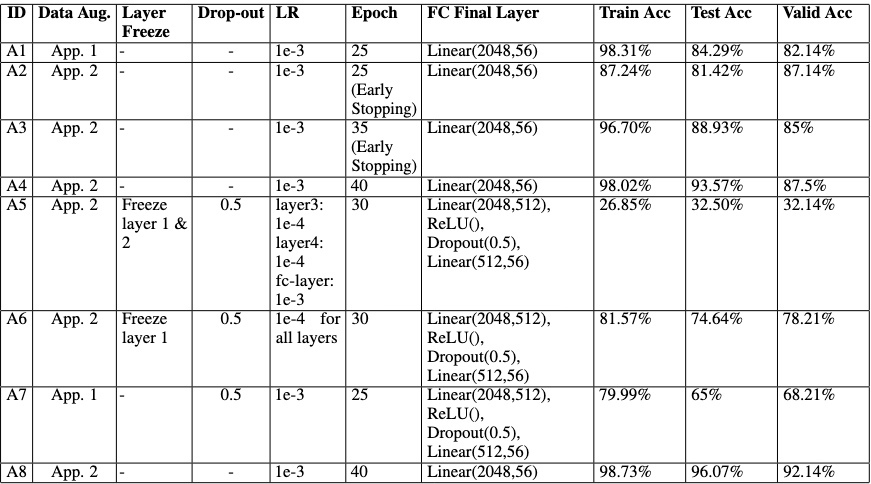 ID Data Aug. Layer Freeze Drop-out LR Epoch FC Final Layer Train Acc Test Acc Valid Acc
A1 App. 1 - - 1e-3 25 Linear(2048,56) 98.31% 84.29% 82.14%
A2 App. 2 - - 1e-3 25 (Early Stopping) Linear(2048,56) 87.24% 81.42% 87.14%
A3 App. 2 - - 1e-3 35 (Early Stopping) Linear(2048,56) 96.70% 88.93% 85%
A4 App. 2 - - 1e-3 40 Linear(2048,56) 98.02% 93.57% 87.5%
A5 App. 2 Freeze layer 1 & 2 0.5 layer3: 1e-4 layer4: 1e-4 fc-layer: 1e-3 30 Linear(2048,512), ReLU(), Dropout(0.5), Linear(512,56) 26.85% 32.50% 32.14%
A6 App. 2 Freeze layer 1 0.5 1e-4 for all layers 30 Linear(2048,512), ReLU(), Dropout(0.5), Linear(512,56) 81.57% 74.64% 78.21%
A7 App. 1 - 0.5 1e-3 25 Linear(2048,512), ReLU(), Dropout(0.5), Linear(512,56) 79.99% 65% 68.21%
A8 App. 2 - - 1e-3 40 Linear(2048,56) 98.73% 96.07% 92.14%